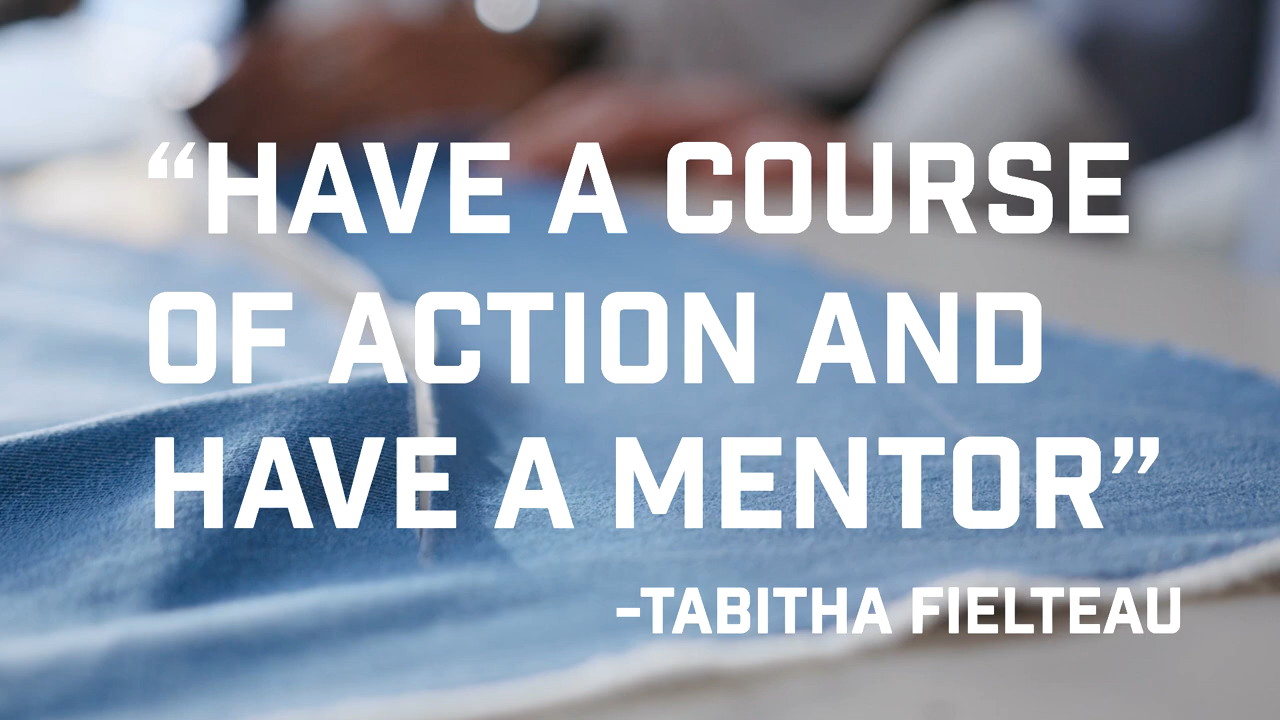 “HAVE A COURSE
OF ACTION AND
HAVE A MENTOR”
-TABITHA FIELTEAU